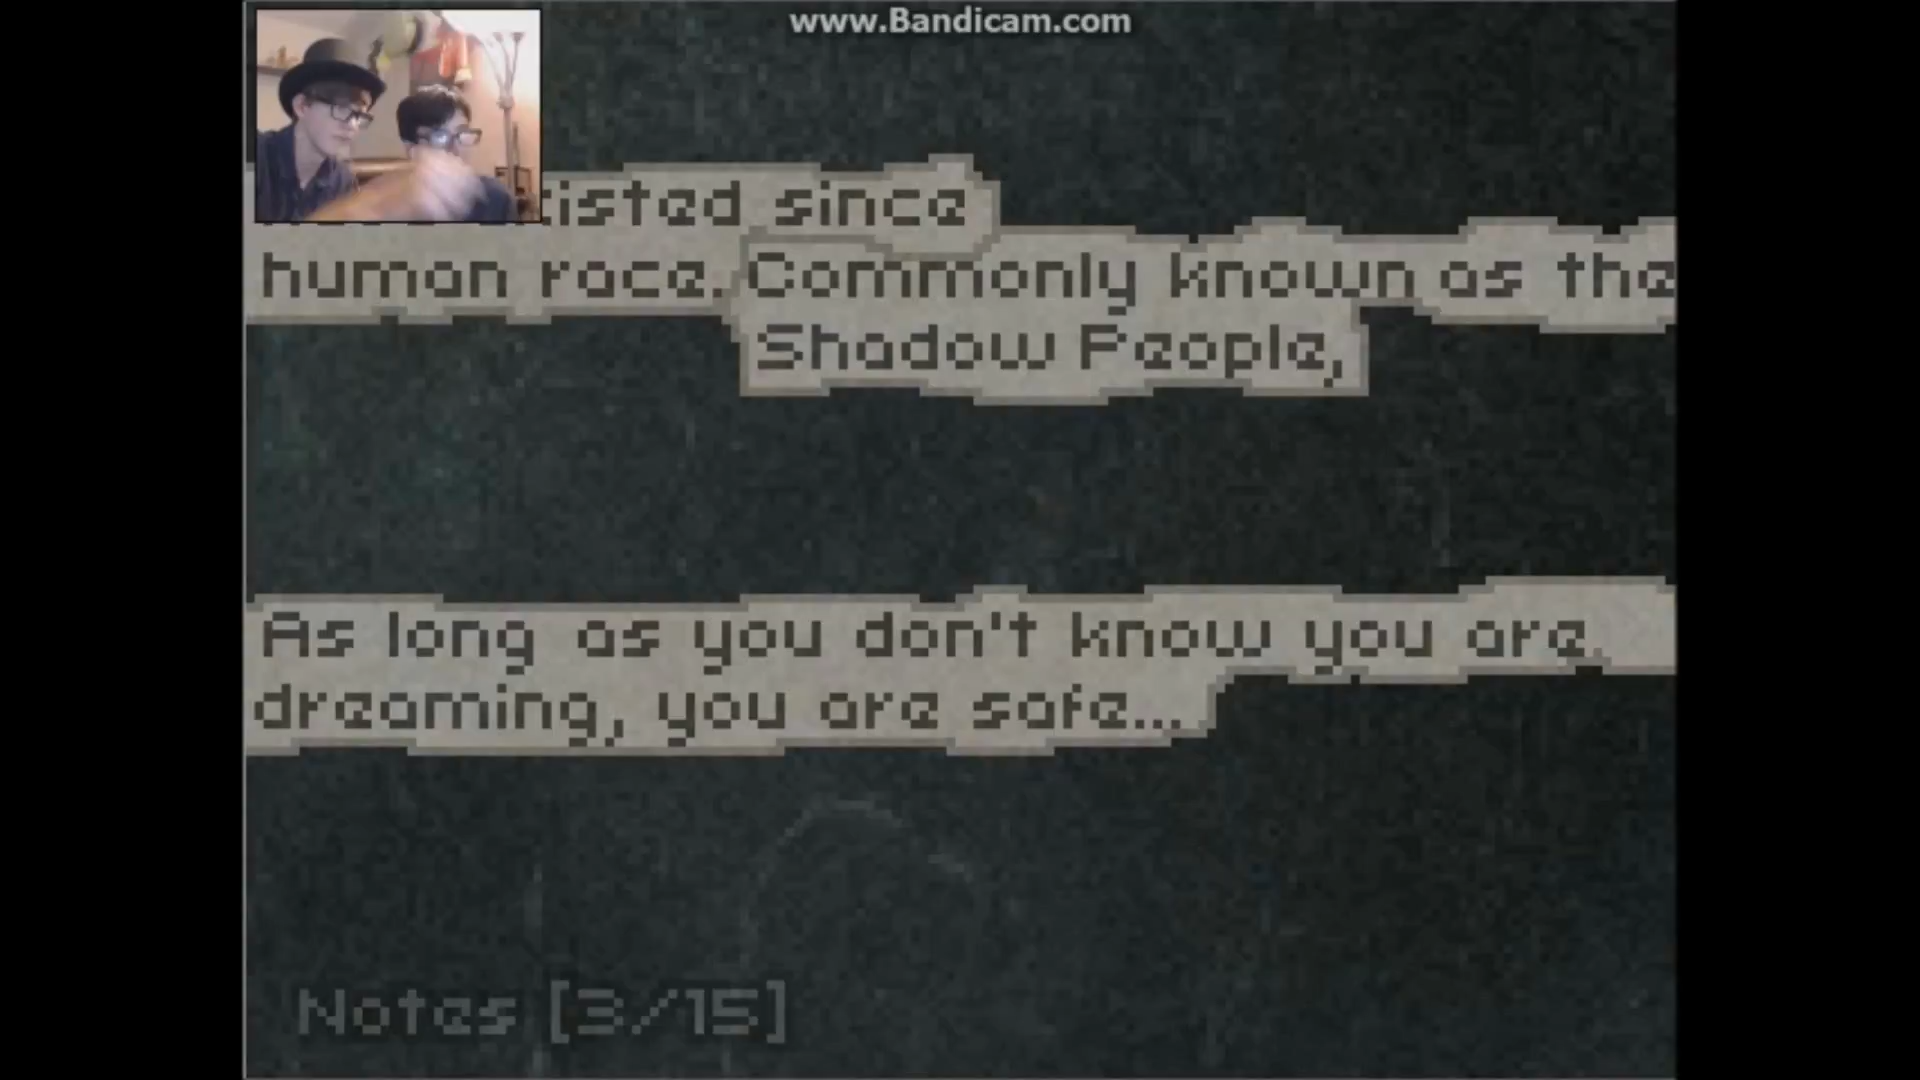 www.Bandicam.com
isted since
human race. Commonly known as the
Shadow People,
As long as you don't know you are
dreaming, you are safe...
Notes [3/15]